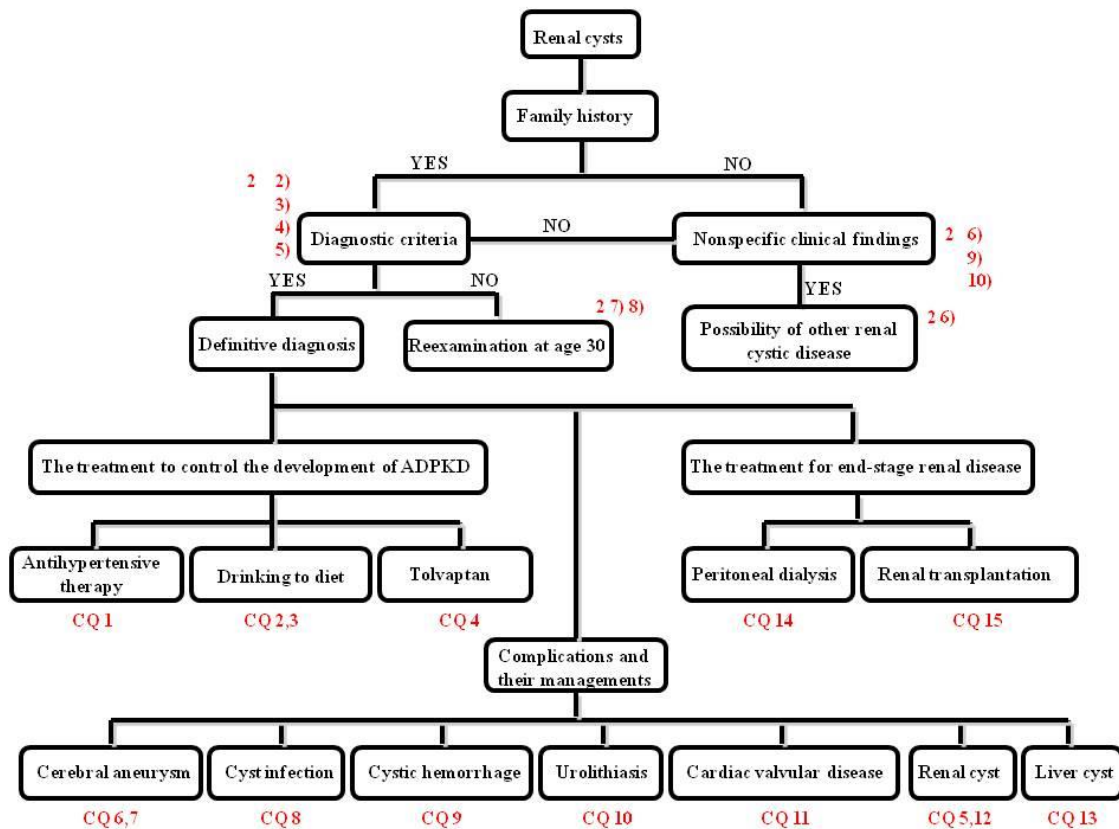 Renal cysts
Family history
YES
NO
2 2)
3)
4)
5)
Diagnostic criteria
NO
Nonspecific clinical findings
2 6)
9)
10)
YES
NO
YES
2 7) 8)
Definitive diagnosis
Reexamination at age 30
Possibility of other renal
cystic disease
2 6)
The treatment to control the development of ADPKD
The treatment for end-stage renal disease
Antihypertensive
therapy
Drinking to diet
Tolvaptan
Peritoneal dialysis
Renal transplantation
CQ 1
CQ 2,3
CQ 4
CQ 14
CQ 15
Complications and
their managements
Cerebral aneurysm
Cyst infection
Cystic hemorrhage
Urolithiasis
Cardiac valvular disease
Renal cyst
Liver cyst
CQ 6,7
CQ 8
CQ 9
CQ 10
CQ 11
CQ 5,12
CQ 13